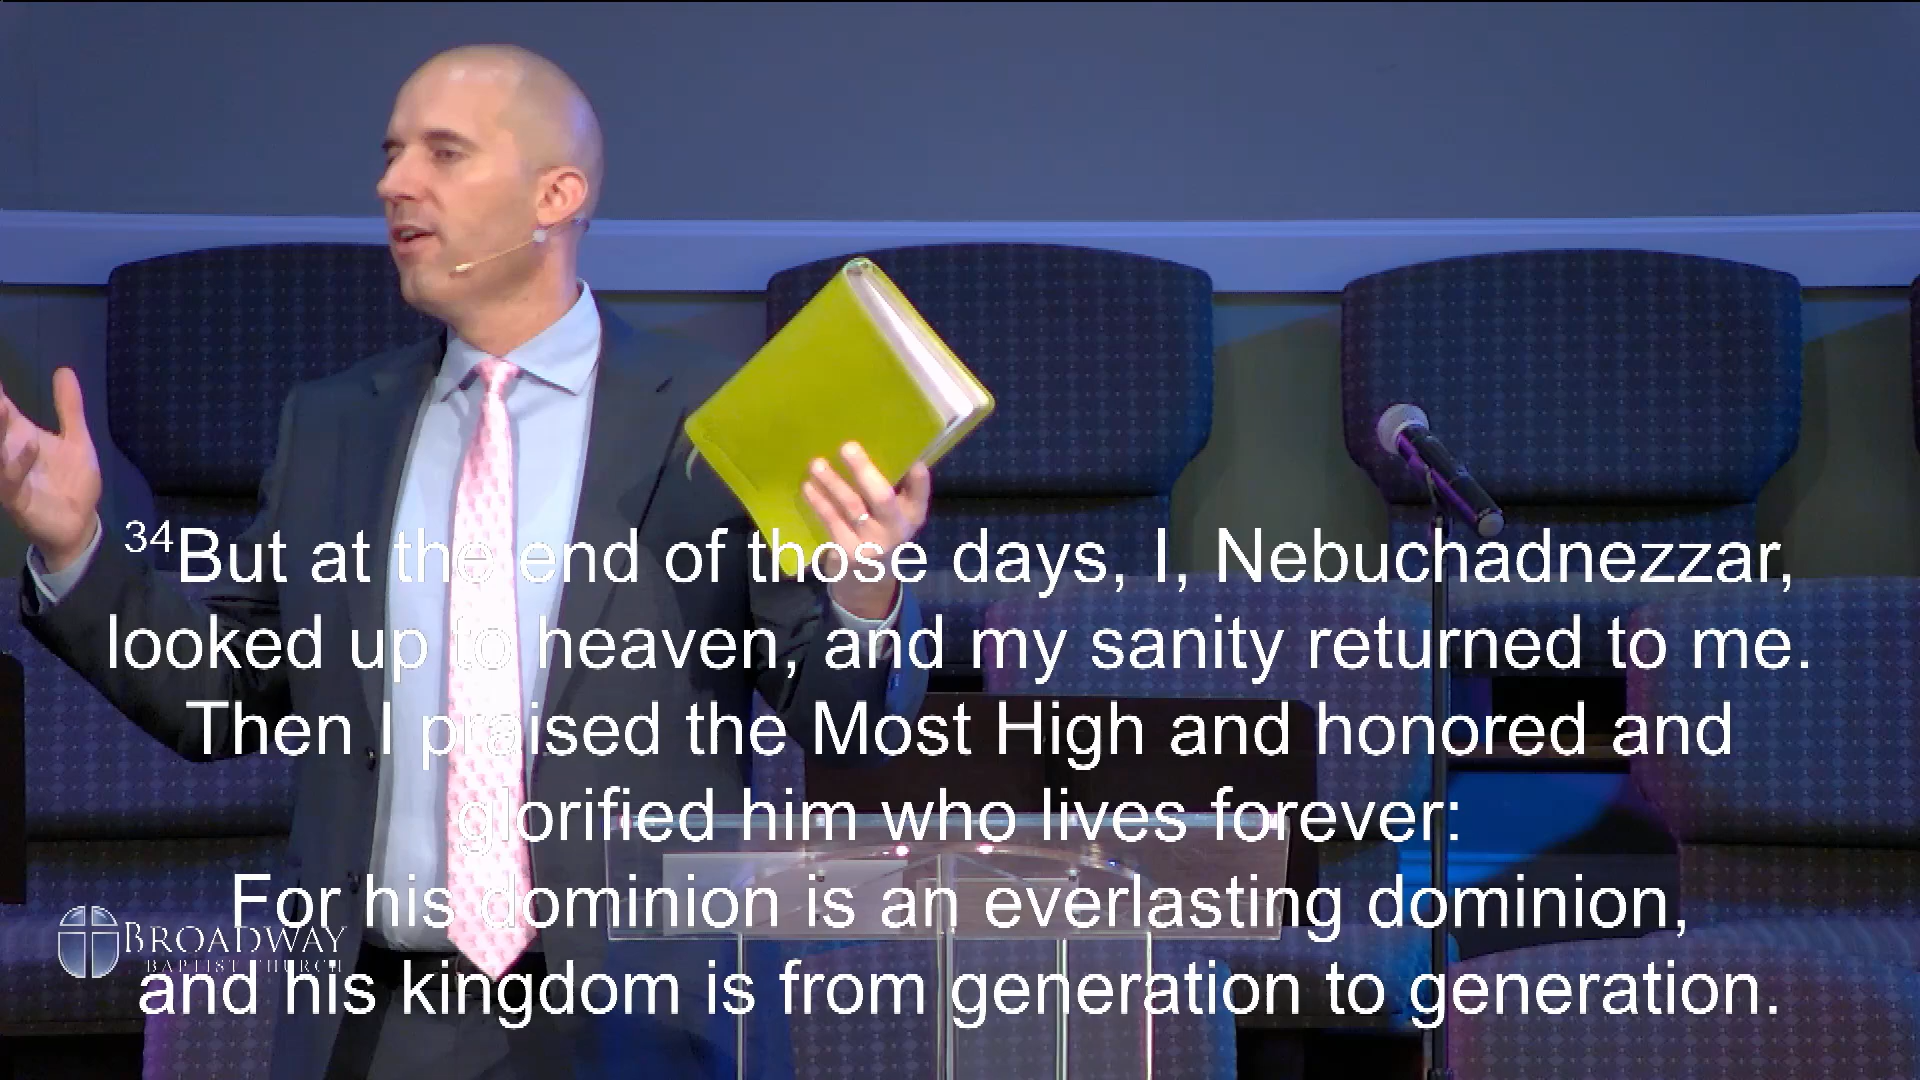 34But at the end of those days, I, Nebuchadnezzar,
looked up to heaven, and my sanity returned to me.
Then I praised the Most High and honored and
glorified him who lives forever:
For his dominion is an everlasting dominion,
and his kingdom is from generation to generation.
BROADWAY
BAPTIST CHURCH